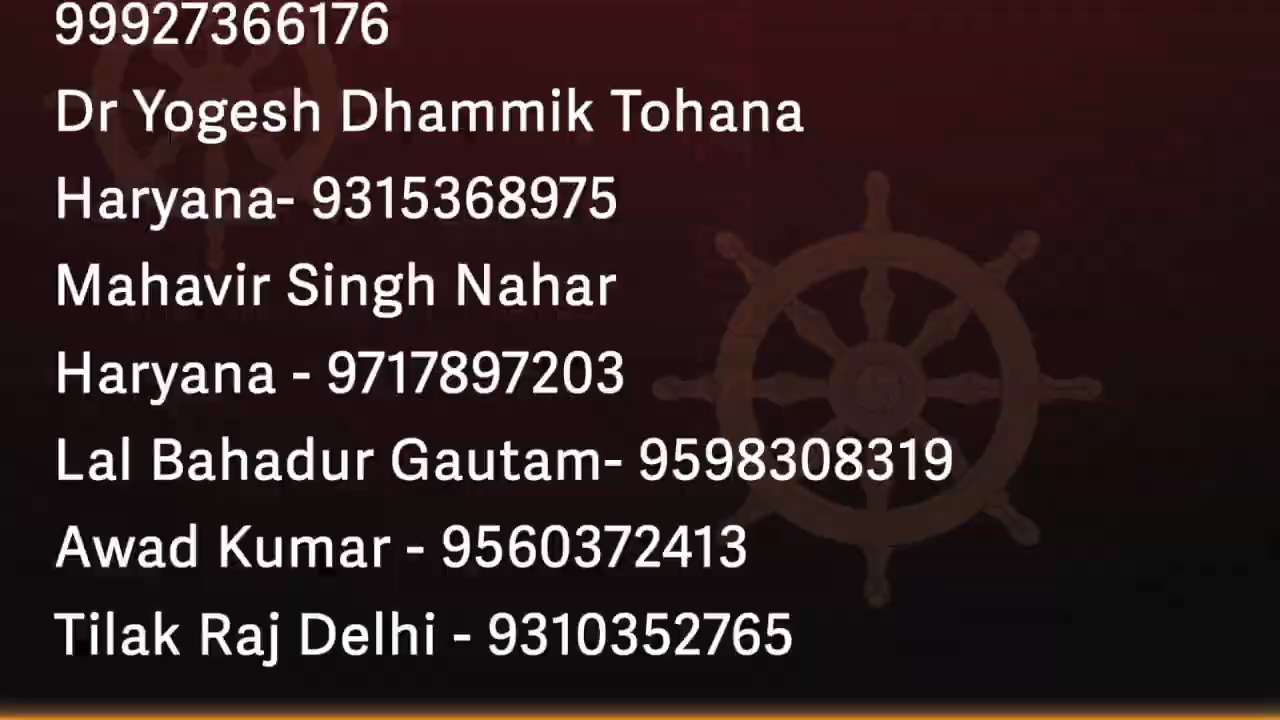 99927366176
Dr Yogesh Dhammik Tohana
Haryana- 9315368975
Mahavir Singh Nahar
Haryana - 9717897203
Lal Bahadur Gautam- 9598308319
Awad Kumar - 9560372413
Tilak Raj Delhi - 9310352765